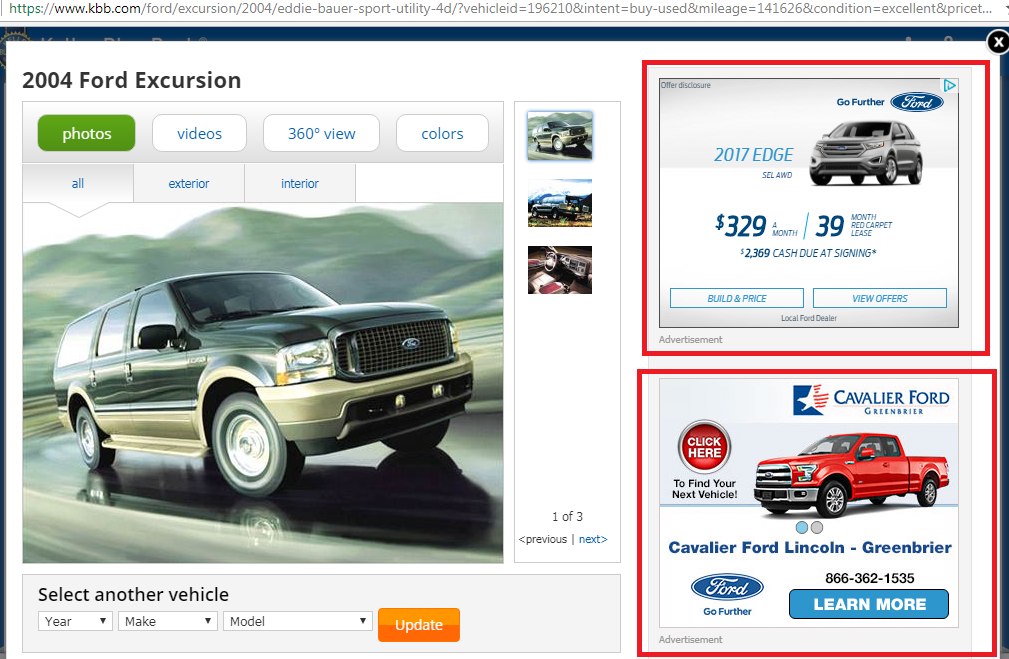 https://www.kbb.com/ford/excursion/2004/eddie-bauer-sport-utility-4d/?vehicleid=196210&intent=buy-used&mileage=141626&condition=excellent&pricet...
2004 Ford Excursion
photos
videos
360° view
colors
all
exterior
interior
1 of 3
<previous | next>
Select another vehicle
Year
Make
Model
Update
Offer disclosure
Go Further
Ford
2017 EDGE
SEL AWD
$329 A MONTH / 39 MONTH RED CARPET LEASE
$2,369 CASH DUE AT SIGNING*
BUILD & PRICE
VIEW OFFERS
Local Ford Dealer
Advertisement
CAVALIER FORD
GREENBRIER
CLICK
HERE
To Find Your
Next Vehicle!
Cavalier Ford Lincoln - Greenbrier
Ford
Go Further
866-362-1535
LEARN MORE
Advertisement